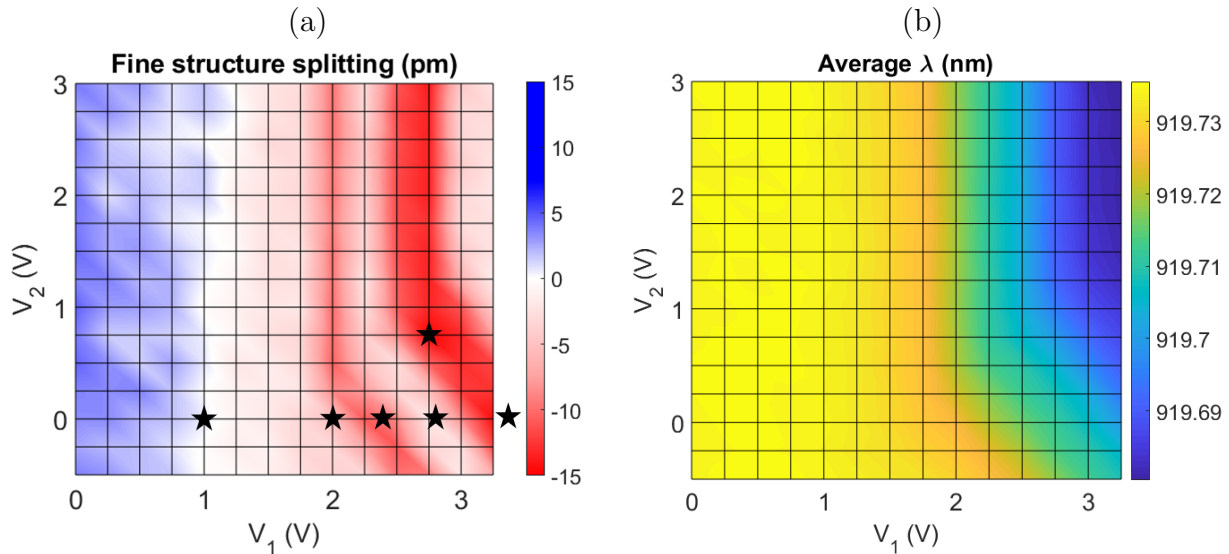 (a)
Fine structure splitting (pm)
3
2
1
0
V2 (V)
0 1 2 3
V1 (V)
15
10
5
0
-5
-10
-15
(b)
Average λ (nm)
3
2
1
0
V2 (V)
0 1 2 3
V1 (V)
919.73
919.72
919.71
919.7
919.69